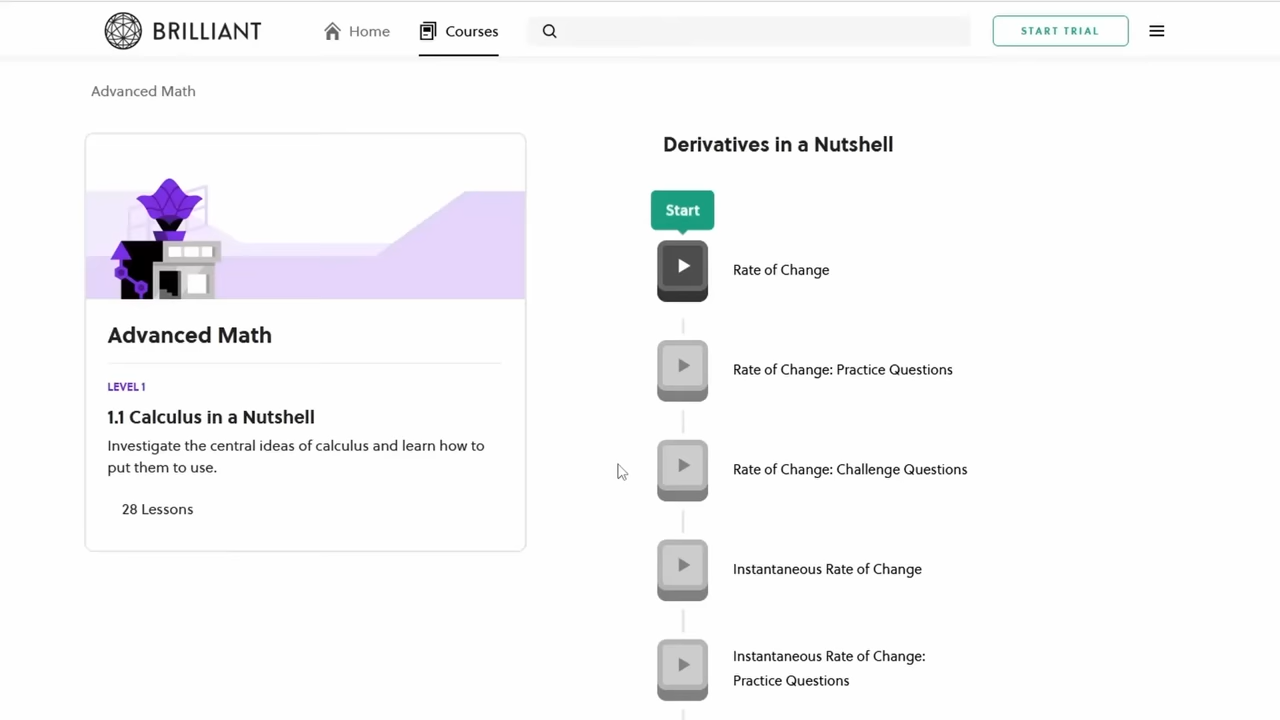 BRILLIANT
Home
Courses
START TRIAL
Advanced Math
Advanced Math
LEVEL 1
1.1 Calculus in a Nutshell
Investigate the central ideas of calculus and learn how to
put them to use.
28 Lessons
Derivatives in a Nutshell
Start
Rate of Change
Rate of Change: Practice Questions
Rate of Change: Challenge Questions
Instantaneous Rate of Change
Instantaneous Rate of Change:
Practice Questions